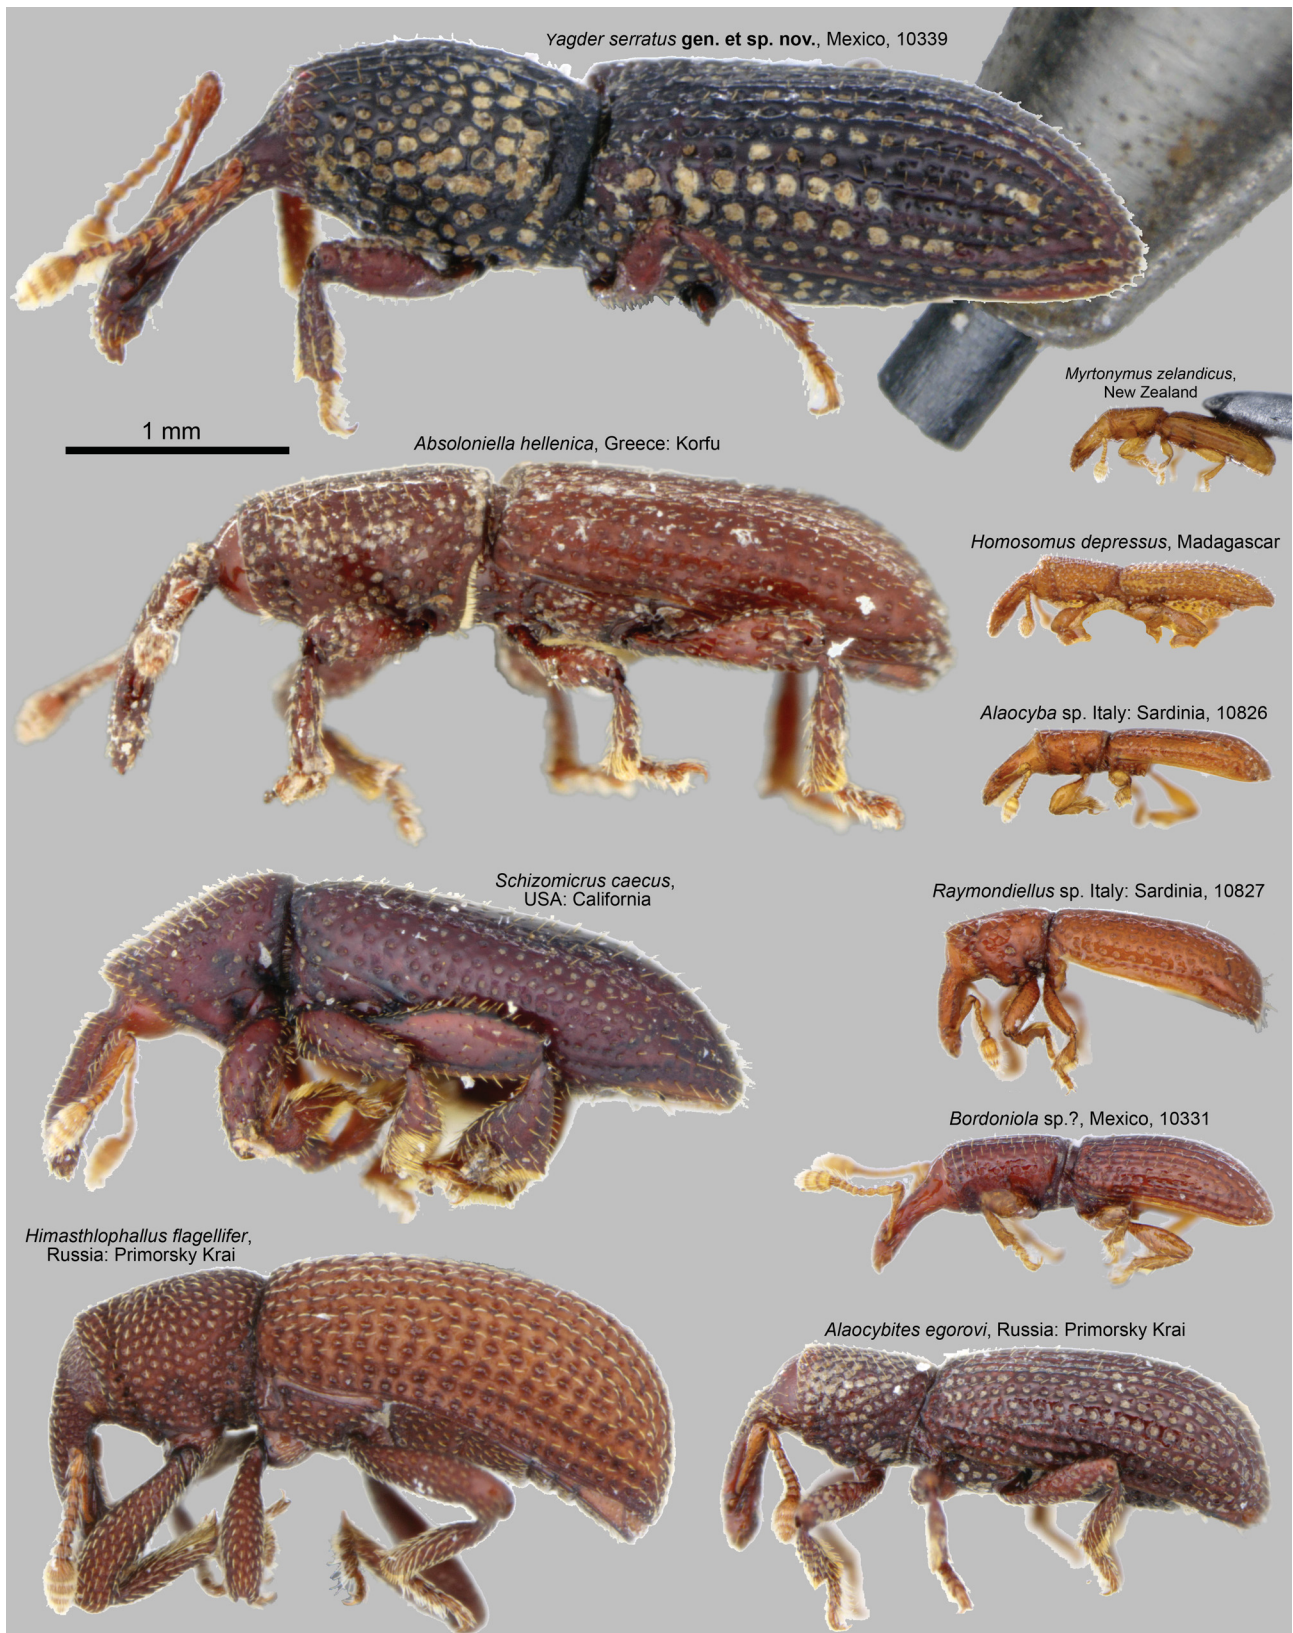 Yagder serratus gen. et sp. nov., Mexico, 10339
Myrtonymus zelandicus,
New Zealand
1 mm
Absoloniella hellenica, Greece: Korfu
Homosomus depressus, Madagascar
Alaocyba sp. Italy: Sardinia, 10826
Schizomicrus caecus,
USA: California
Raymondiellus sp. Italy: Sardinia, 10827
Bordoniola sp.?, Mexico, 10331
Himasthlophallus flagellifer,
Russia: Primorsky Krai
Alaocybites egorovi, Russia: Primorsky Krai